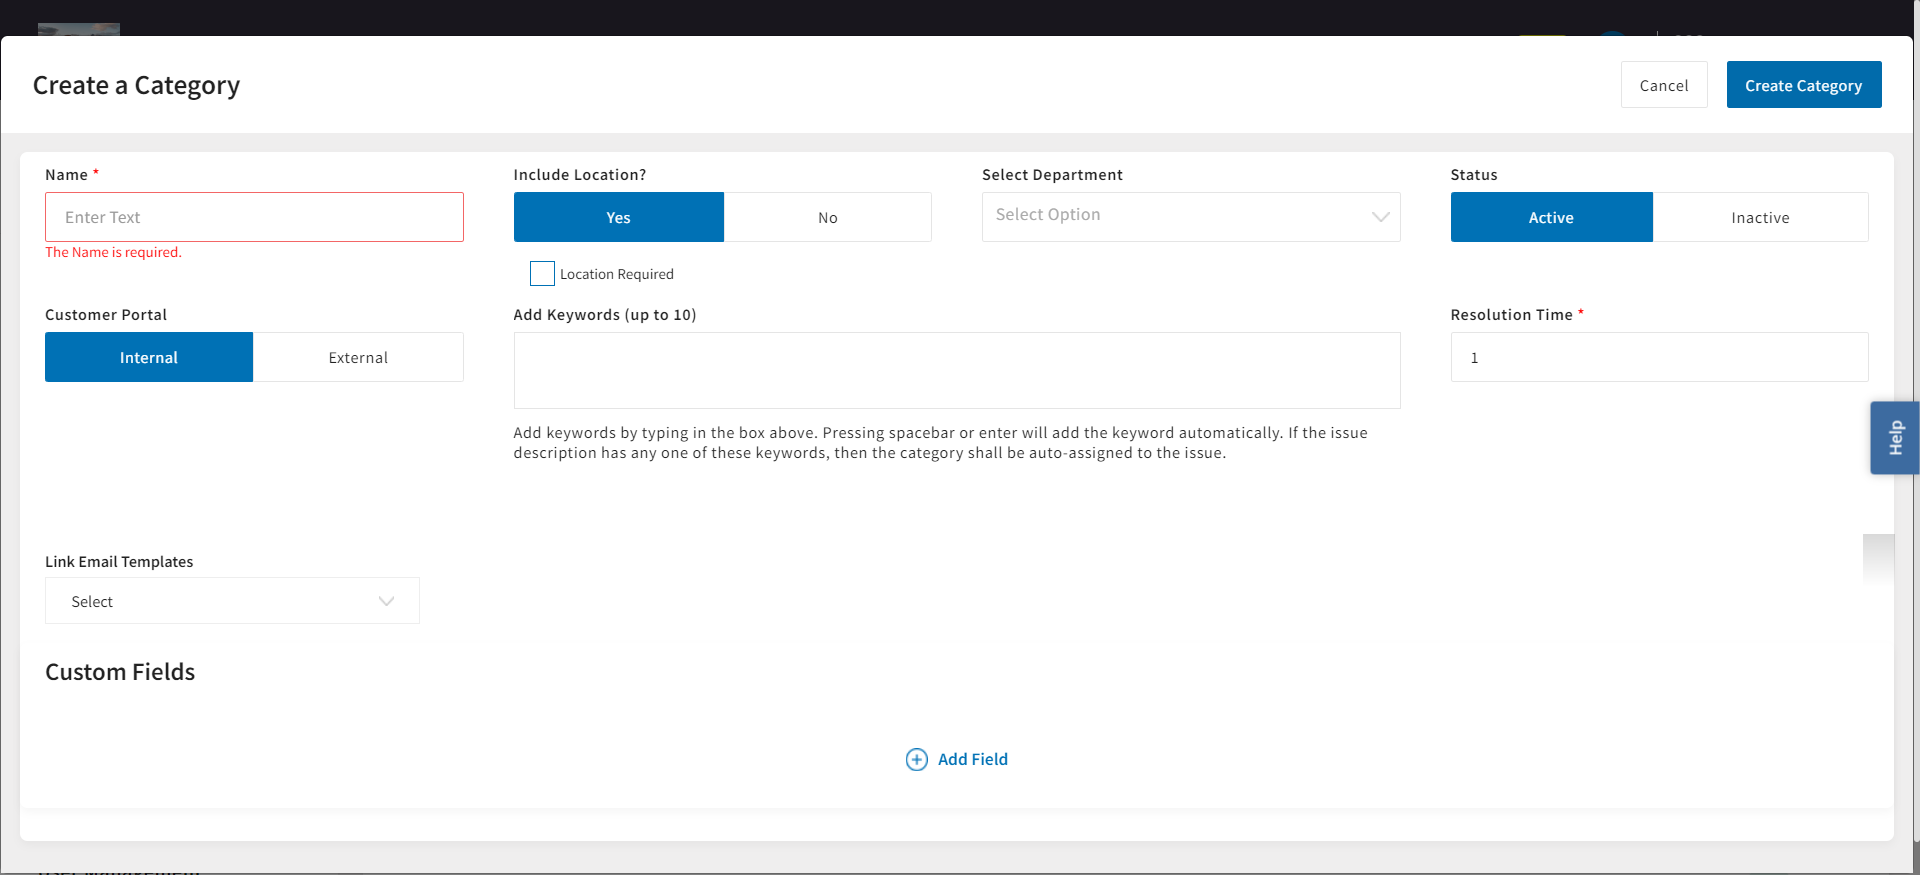 Create a Category
Cancel
Create Category
Name *
Enter Text
The Name is required.
Include Location?
Yes
No
Location Required
Select Department
Select Option
Status
Active
Inactive
Customer Portal
Internal
External
Add Keywords (up to 10)
Add keywords by typing in the box above. Pressing spacebar or enter will add the keyword automatically. If the issue
description has any one of these keywords, then the category shall be auto-assigned to the issue.
Resolution Time *
1
Help
Link Email Templates
Select
Custom Fields
Add Field
User Management